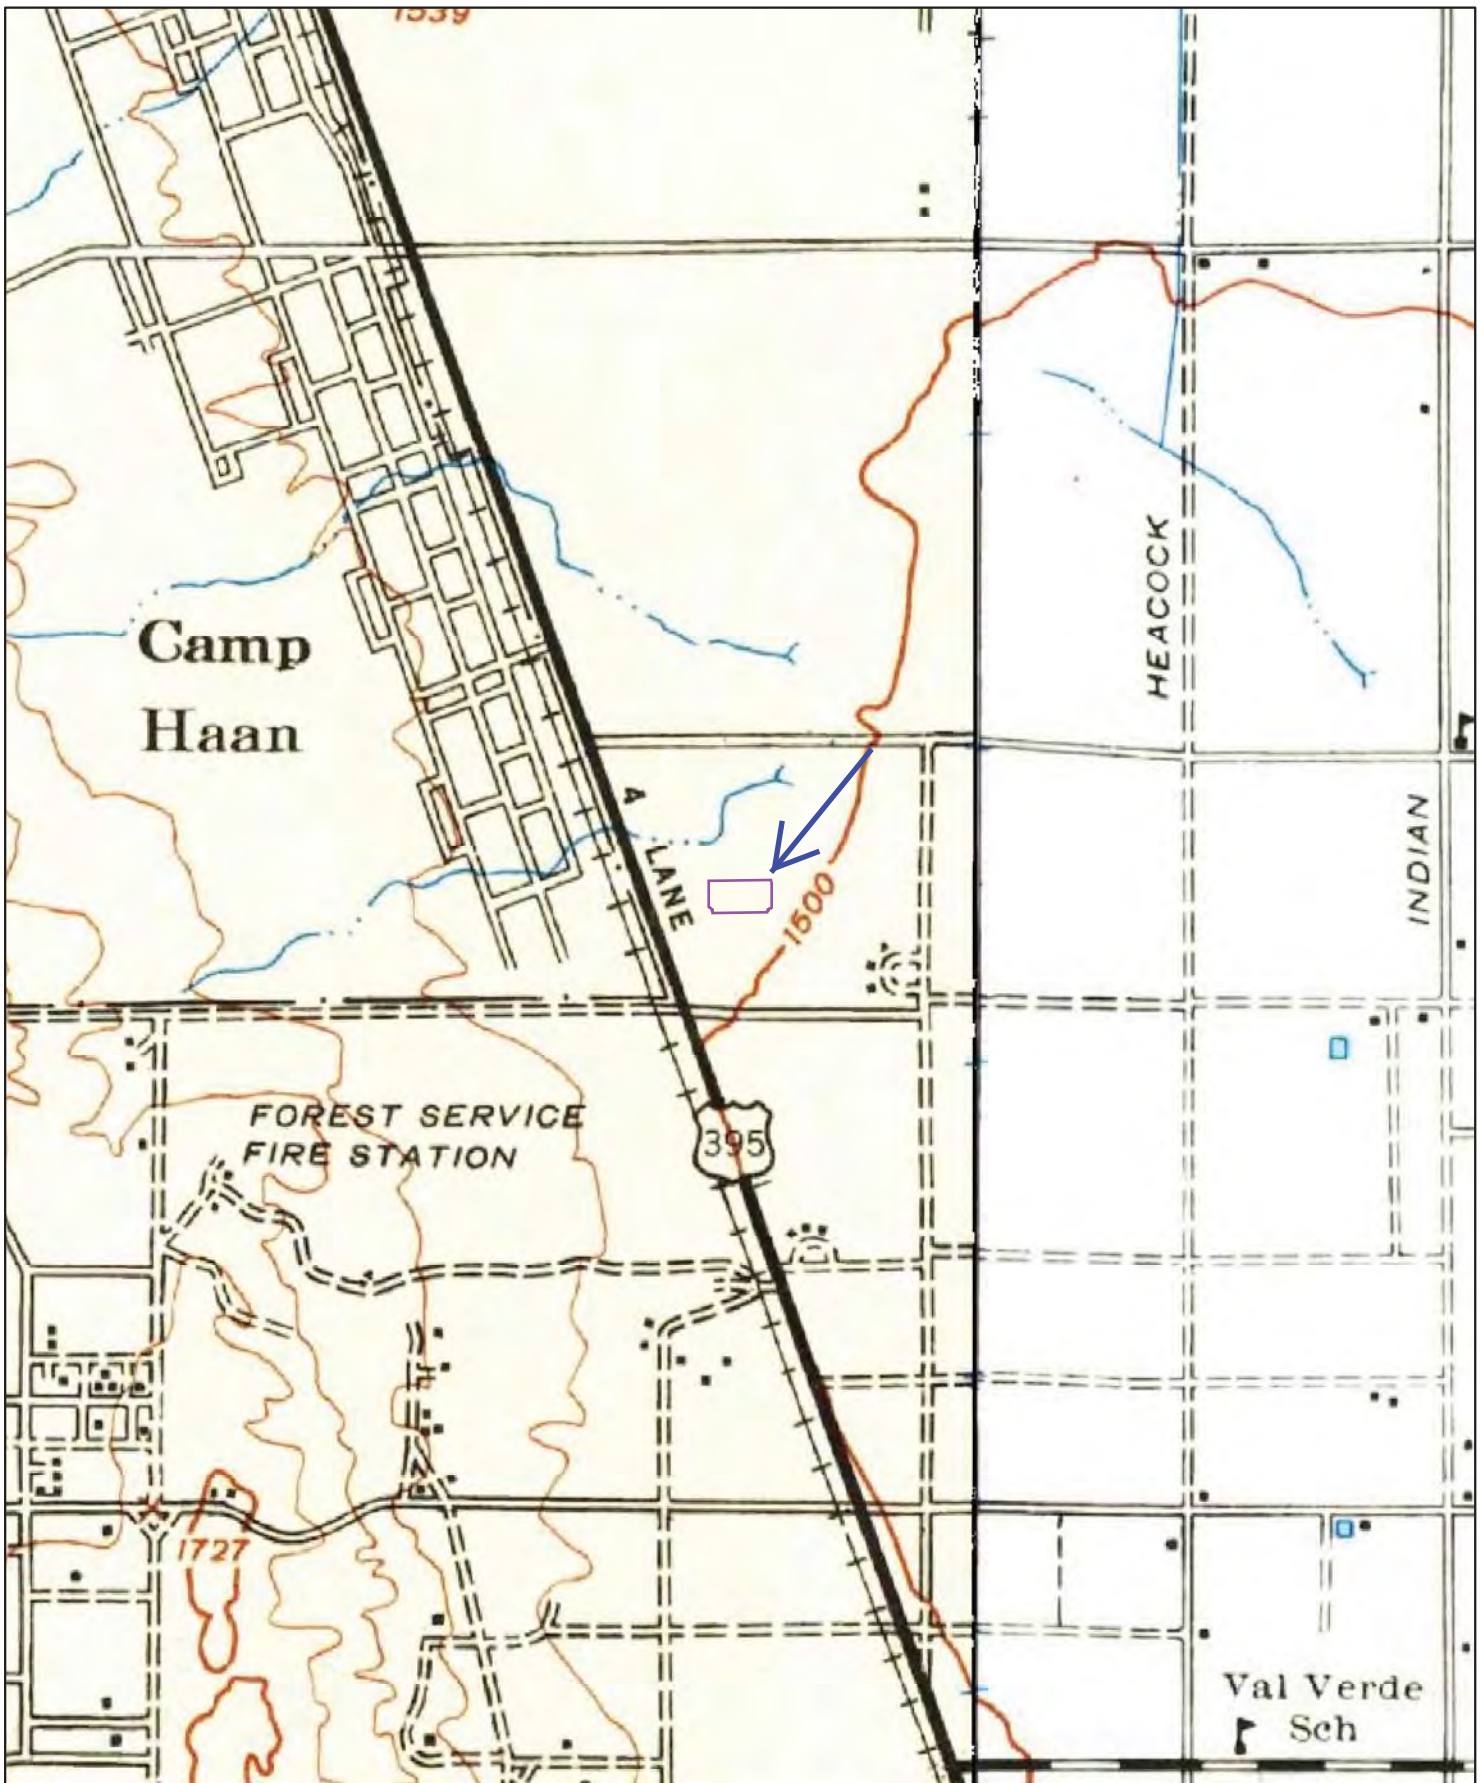 1539
HEACOCK
Camp
Haan
INDIAN
4
LANE
1500
FOREST SERVICE
FIRE STATION
395
1727
Val Verde
Sch